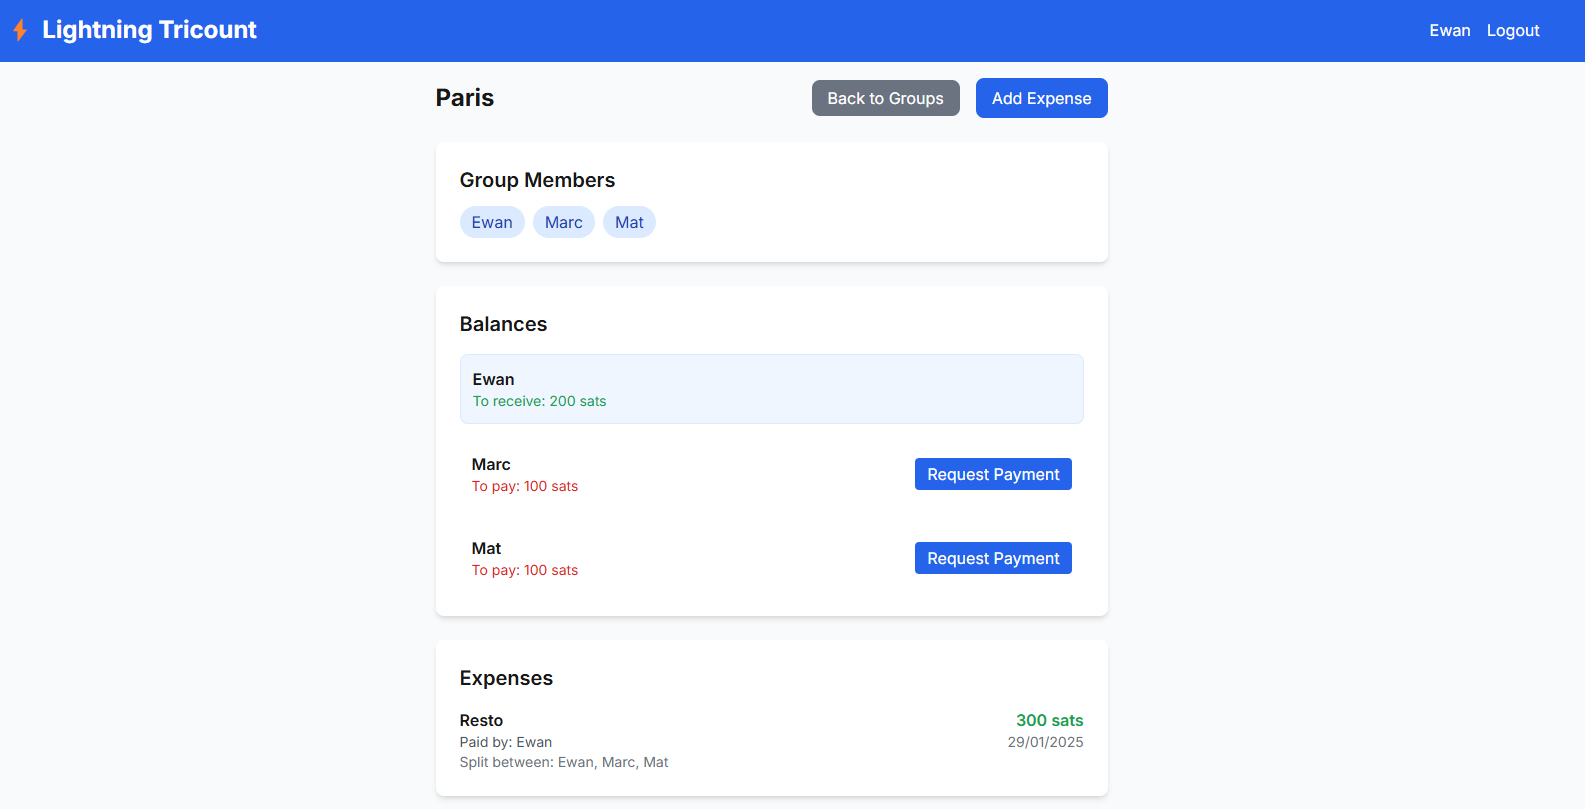 Lightning Tricount
Ewan Logout
Paris
Back to Groups
Add Expense
Group Members
Ewan Marc Mat
Balances
Ewan
To receive: 200 sats
Marc
To pay: 100 sats
Request Payment
Mat
To pay: 100 sats
Request Payment
Expenses
Resto
300 sats
Paid by: Ewan
29/01/2025
Split between: Ewan, Marc, Mat